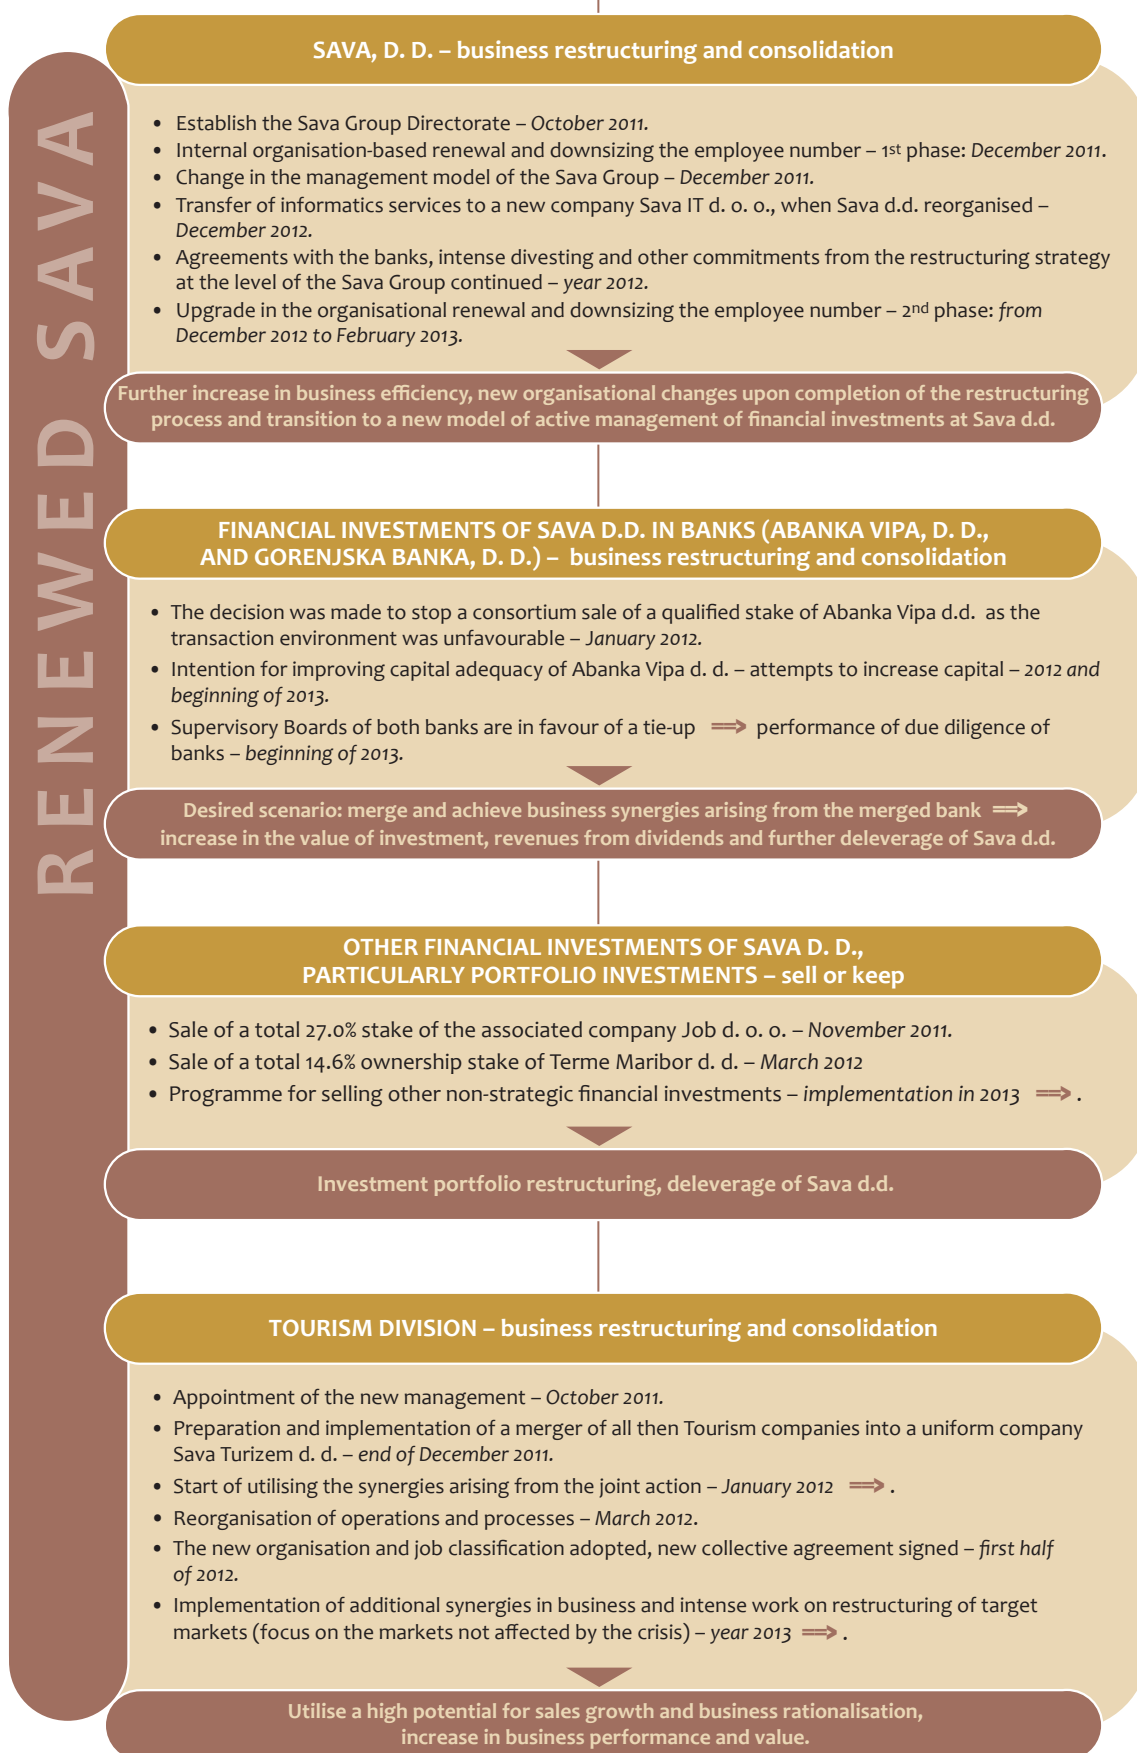 RENEWED SAVA
SAVA, D. D. – business restructuring and consolidation
• Establish the Sava Group Directorate – October 2011.
• Internal organisation-based renewal and downsizing the employee number – 1st phase: December 2011.
• Change in the management model of the Sava Group – December 2011.
• Transfer of informatics services to a new company Sava IT d. o. o., when Sava d.d. reorganised –
December 2012.
• Agreements with the banks, intense divesting and other commitments from the restructuring strategy
at the level of the Sava Group continued – year 2012.
• Upgrade in the organisational renewal and downsizing the employee number – 2nd phase: from
December 2012 to February 2013.
Further increase in business efficiency, new organisational changes upon completion of the restructuring
process and transition to a new model of active management of financial investments at Sava d.d.
FINANCIAL INVESTMENTS OF SAVA D.D. IN BANKS (ABANKA VIPA, D. D.,
AND GORENJSKA BANKA, D. D.) – business restructuring and consolidation
• The decision was made to stop a consortium sale of a qualified stake of Abanka Vipa d.d. as the
transaction environment was unfavourable – January 2012.
• Intention for improving capital adequacy of Abanka Vipa d. d. – attempts to increase capital – 2012 and
beginning of 2013.
• Supervisory Boards of both banks are in favour of a tie-up ==> performance of due diligence of
banks – beginning of 2013.
Desired scenario: merge and achieve business synergies arising from the merged bank ==>
increase in the value of investment, revenues from dividends and further deleverage of Sava d.d.
OTHER FINANCIAL INVESTMENTS OF SAVA D. D.,
PARTICULARLY PORTFOLIO INVESTMENTS – sell or keep
• Sale of a total 27.0% stake of the associated company Job d. o. o. – November 2011.
• Sale of a total 14.6% ownership stake of Terme Maribor d. d. – March 2012
• Programme for selling other non-strategic financial investments – implementation in 2013 ==> .
Investment portfolio restructuring, deleverage of Sava d.d.
TOURISM DIVISION – business restructuring and consolidation
• Appointment of the new management – October 2011.
• Preparation and implementation of a merger of all then Tourism companies into a uniform company
Sava Turizem d. d. – end of December 2011.
• Start of utilising the synergies arising from the joint action – January 2012 ==> .
• Reorganisation of operations and processes – March 2012.
• The new organisation and job classification adopted, new collective agreement signed – first half
of 2012.
• Implementation of additional synergies in business and intense work on restructuring of target
markets (focus on the markets not affected by the crisis) – year 2013 ==> .
Utilise a high potential for sales growth and business rationalisation,
increase in business performance and value.